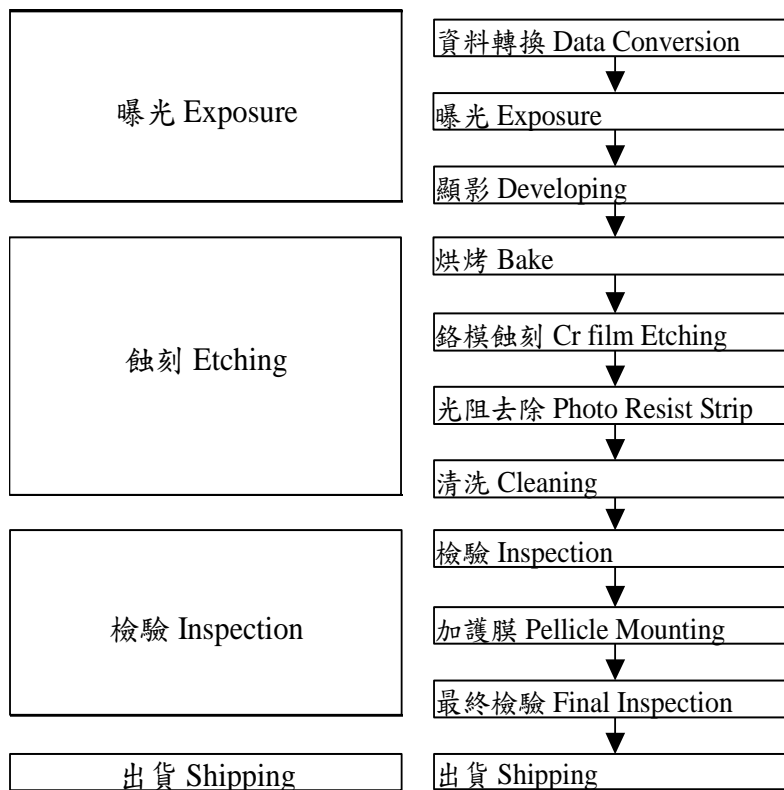 曝光 Exposure
資料轉換 Data Conversion
曝光 Exposure
顯影 Developing
蝕刻 Etching
烘烤 Bake
鉻模蝕刻 Cr film Etching
光阻去除 Photo Resist Strip
清洗 Cleaning
檢驗 Inspection
檢驗 Inspection
加護膜 Pellicle Mounting
最終檢驗 Final Inspection
出貨 Shipping
出貨 Shipping